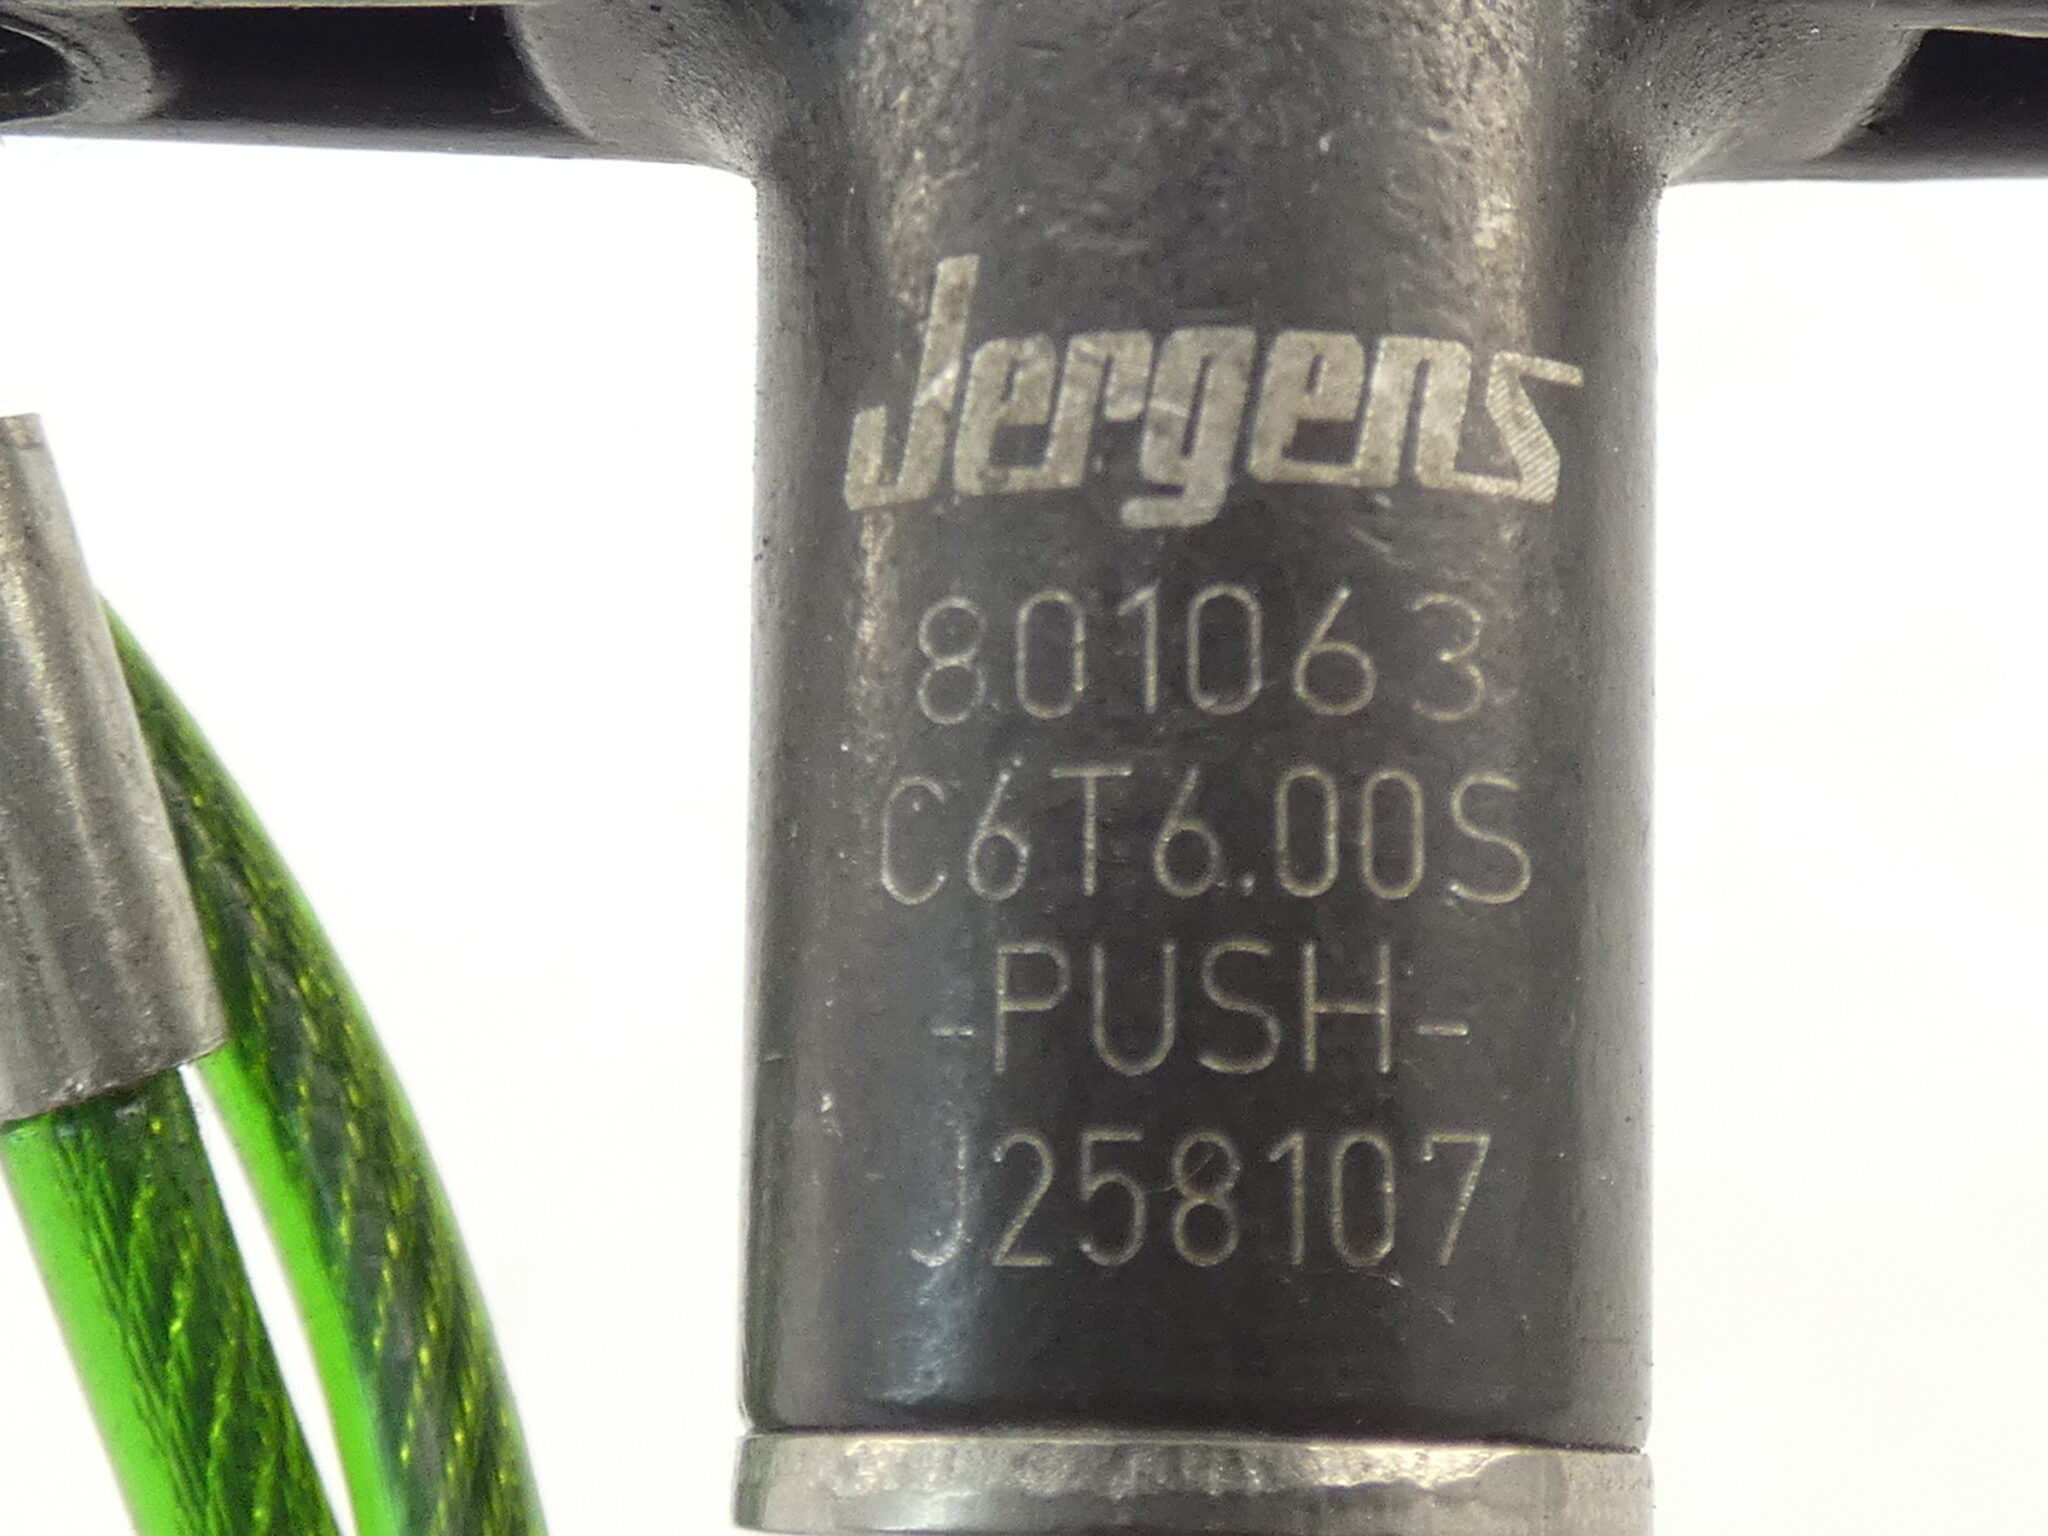 Jergens
801063
C6T6.00S
-PUSH-
J258107